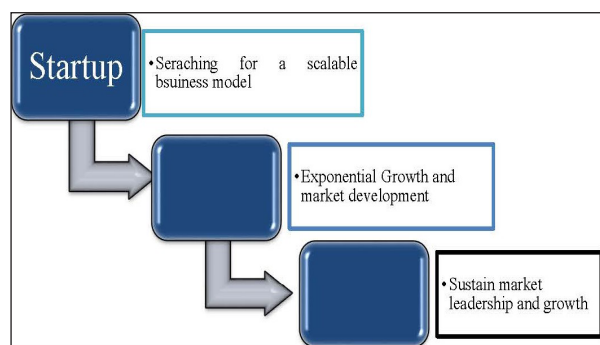 Startup
•Seraching for a scalable
bsuiness model
•Exponential Growth and
market development
•Sustain market
leadership and growth